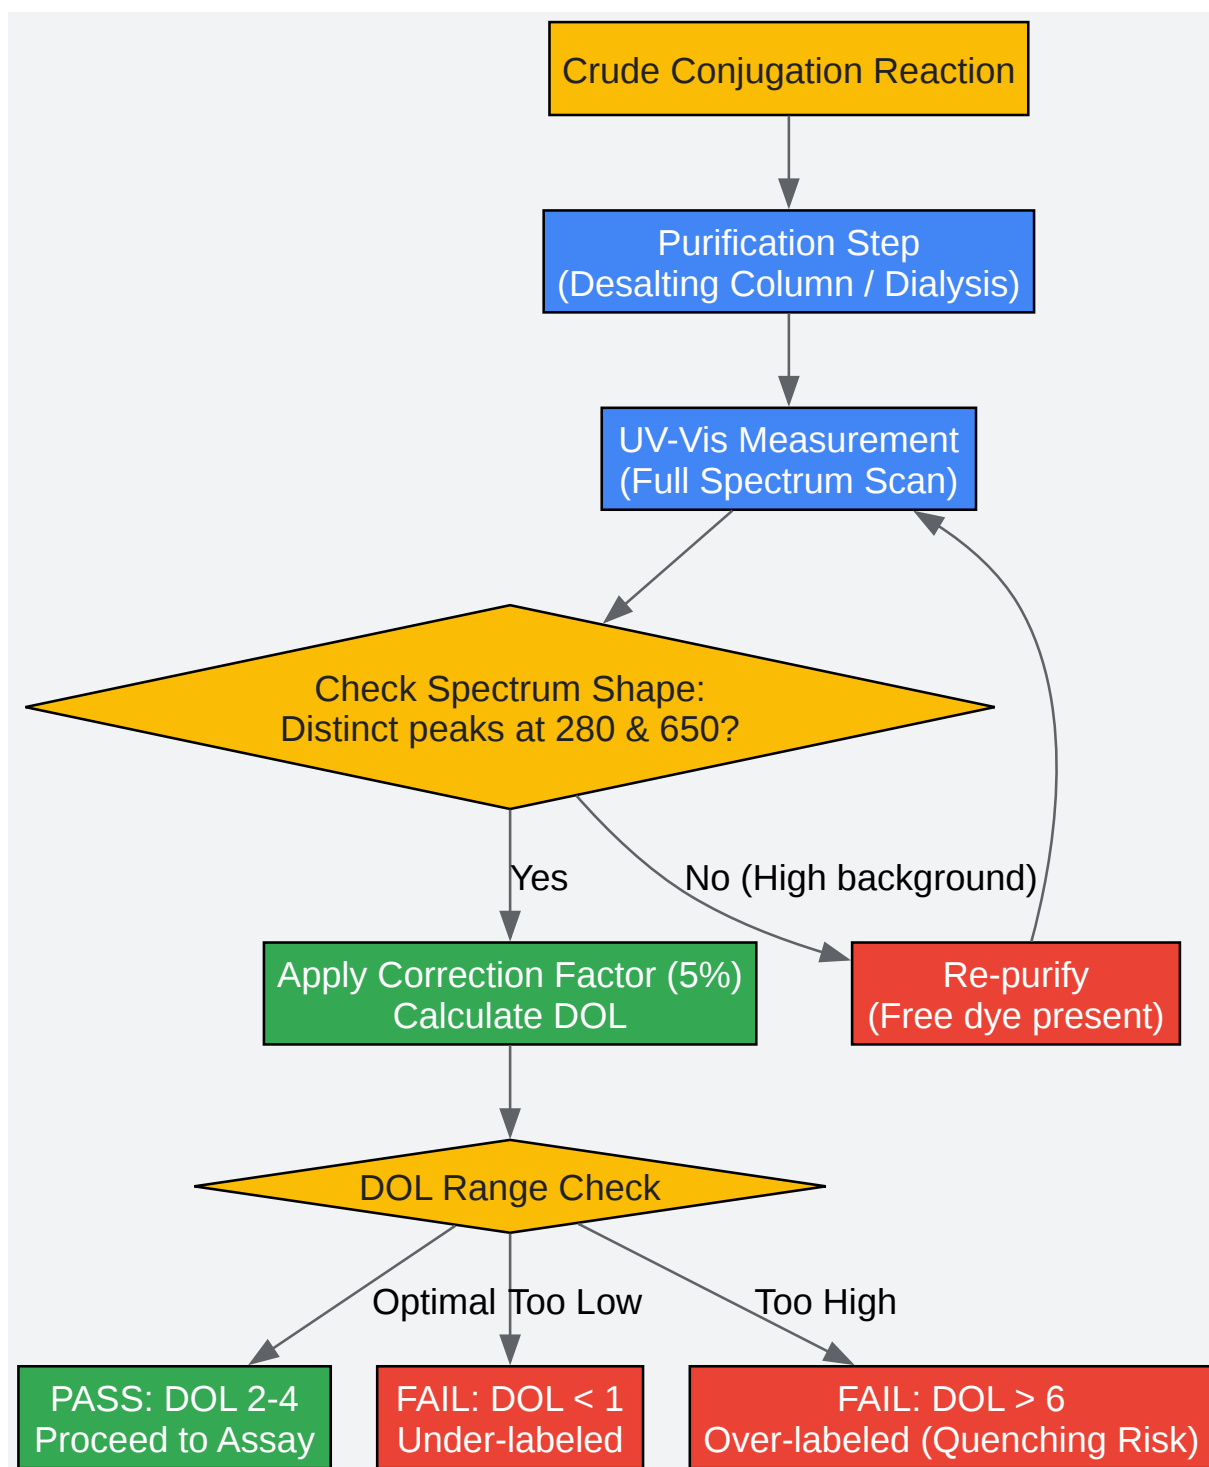 Crude Conjugation Reaction
Purification Step
(Desalting Column / Dialysis)
UV-Vis Measurement
(Full Spectrum Scan)
Check Spectrum Shape:
Distinct peaks at 280 & 650?
Yes
No (High background)
Apply Correction Factor (5%)
Calculate DOL
Re-purify
(Free dye present)
DOL Range Check
Optimal
Too Low
Too High
PASS: DOL 2-4
Proceed to Assay
FAIL: DOL < 1
Under-labeled
FAIL: DOL > 6
Over-labeled (Quenching Risk)